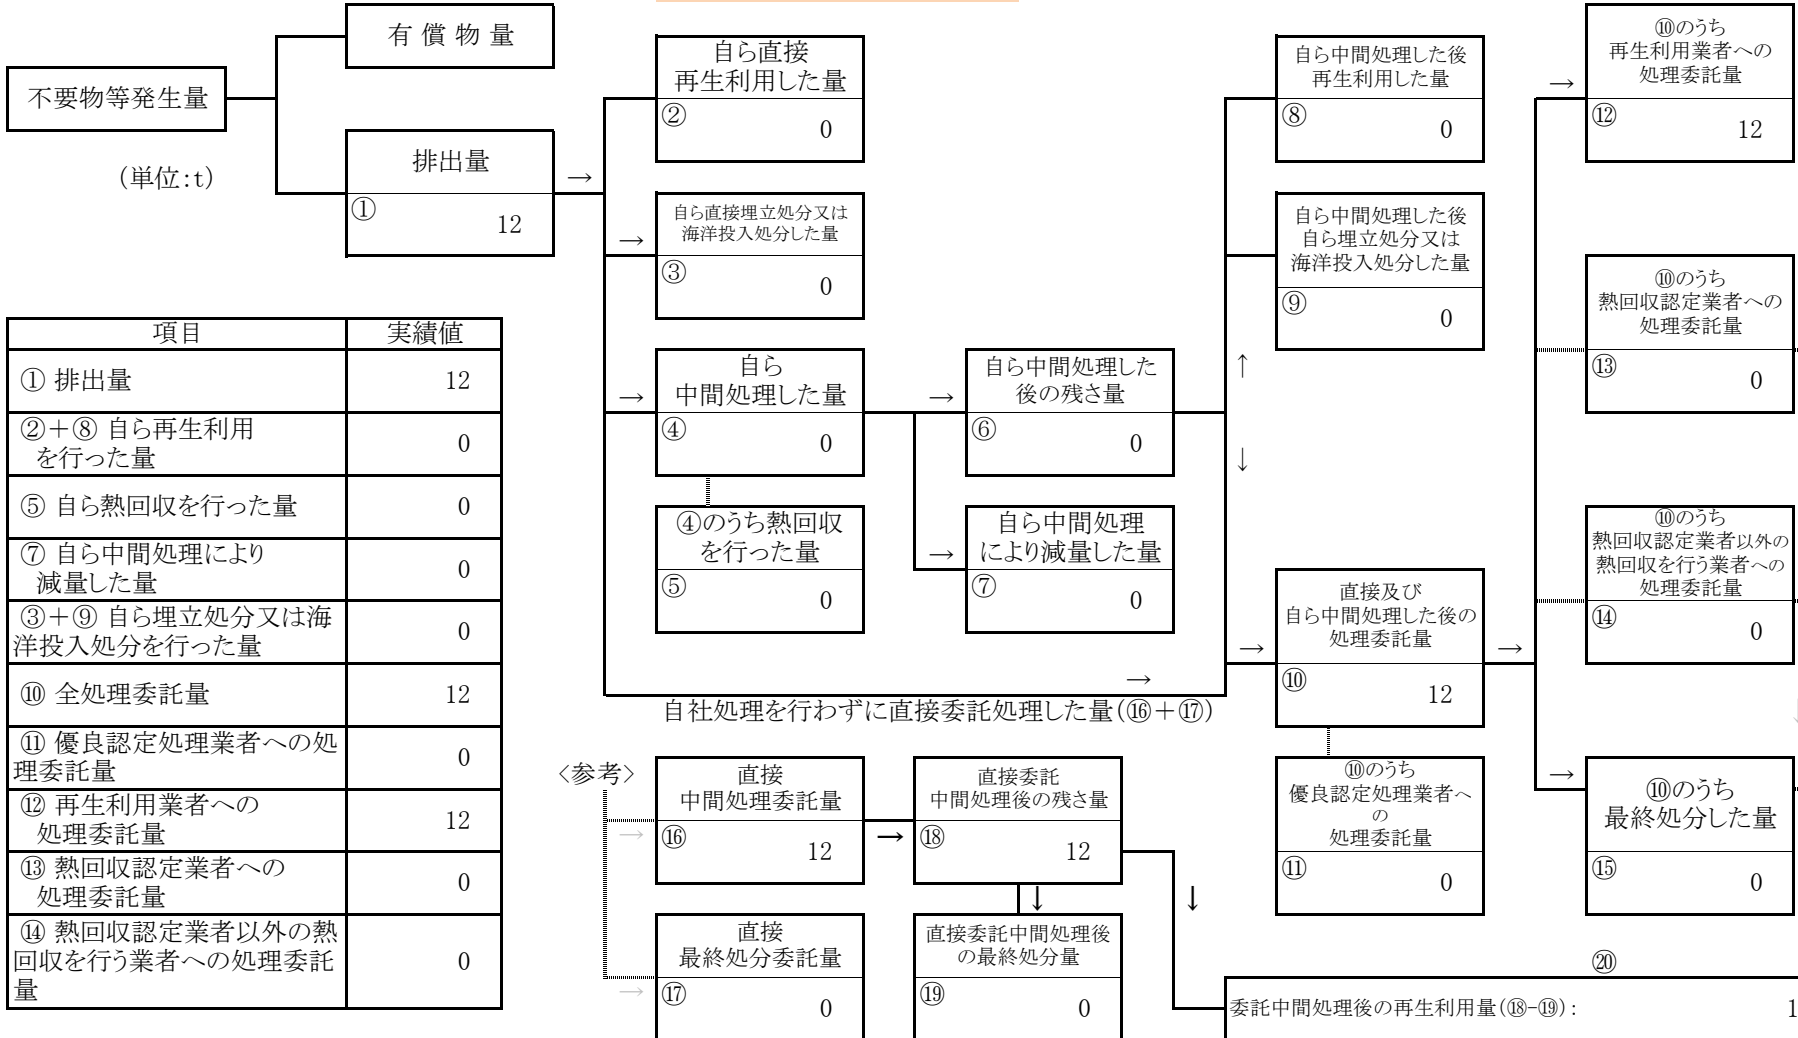 有 償 物 量
不要物等発生量
(単位:t)
排出量
①
12
→
自ら直接
再生利用した量
②
0
→
自ら直接埋立処分又は
海洋投入処分した量
③
0
→
自ら
中間処理した量
④
0
④のうち熱回収
を行った量
⑤
0
→
自ら中間処理した
後の残さ量
⑥
0
→
自ら中間処理
により減量した量
⑦
0
→
自社処理を行わずに直接委託処理した量(⑯+⑰)
自ら中間処理した後
再生利用した量
⑧
0
自ら中間処理した後
自ら埋立処分又は
海洋投入処分した量
⑨
0
↑
↓
→
直接及び
自ら中間処理した後の
処理委託量
⑩
12
→
⑩のうち
優良認定処理業者へ
の
処理委託量
⑪
0
→
⑩のうち
再生利用業者への
処理委託量
⑫
12
⑩のうち
熱回収認定業者への
処理委託量
⑬
0
⑩のうち
熱回収認定業者以外の
熱回収を行う業者への
処理委託量
⑭
0
→
⑩のうち
最終処分した量
⑮
0
項目 実績値
① 排出量 12
②+⑧ 自ら再生利用
を行った量 0
⑤ 自ら熱回収を行った量 0
⑦ 自ら中間処理により
減量した量 0
③+⑨ 自ら埋立処分又は海
洋投入処分を行った量 0
⑩ 全処理委託量 12
⑪ 優良認定処理業者への処
理委託量 0
⑫ 再生利用業者への
処理委託量 12
⑬ 熱回収認定業者への
処理委託量 0
⑭ 熱回収認定業者以外の熱
回収を行う業者への処理委託
量 0
<参考>
→
直接
中間処理委託量
⑯
12
→
直接委託
中間処理後の残さ量
⑱
12
↓
↓
→
直接
最終処分委託量
⑰
0
直接委託中間処理後
の最終処分量
⑲
0
⑳
委託中間処理後の再生利用量(⑱-⑲):